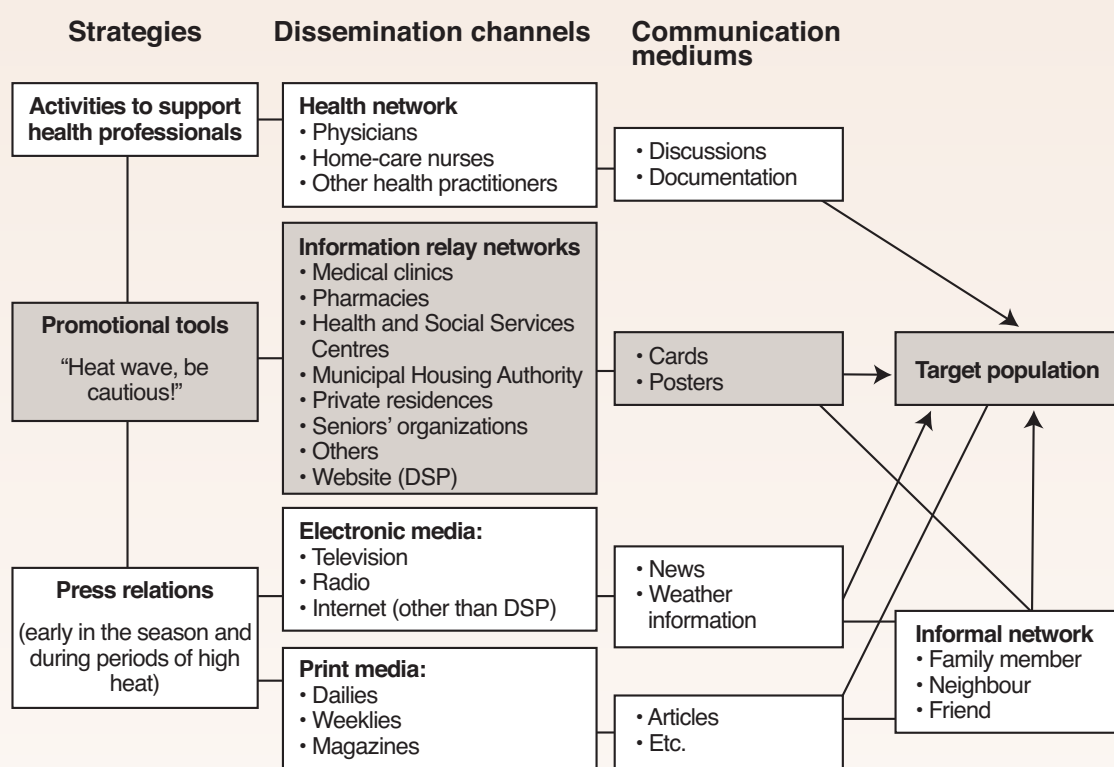 Strategies
Dissemination channels
Communication
mediums
Activities to support
health professionals
Health network
• Physicians
• Home-care nurses
• Other health practitioners
• Discussions
• Documentation
Promotional tools
“Heat wave, be
cautious!”
Information relay networks
• Medical clinics
• Pharmacies
• Health and Social Services
Centres
• Municipal Housing Authority
• Private residences
• Seniors’ organizations
• Others
• Website (DSP)
• Cards
• Posters
Target population
Press relations
(early in the season and
during periods of high
heat)
Electronic media:
• Television
• Radio
• Internet (other than DSP)
• News
• Weather
information
Print media:
• Dailies
• Weeklies
• Magazines
• Articles
• Etc.
Informal network
• Family member
• Neighbour
• Friend